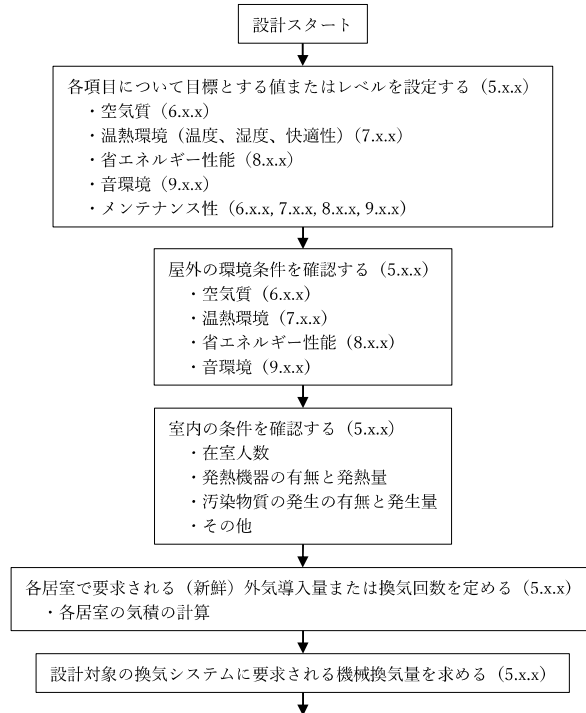 設計スタート
各項目について目標とする値またはレベルを設定する（5.x.x）
・空気質（6.x.x）
・温熱環境（温度、湿度、快適性）（7.x.x）
・省エネルギー性能（8.x.x）
・音環境（9.x.x）
・メンテナンス性（6.x.x, 7.x.x, 8.x.x, 9.x.x）
屋外の環境条件を確認する（5.x.x）
・空気質（6.x.x）
・温熱環境（7.x.x）
・省エネルギー性能（8.x.x）
・音環境（9.x.x）
室内の条件を確認する（5.x.x）
・在室人数
・発熱機器の有無と発熱量
・汚染物質の発生の有無と発生量
・その他
各居室で要求される（新鮮）外気導入量または換気回数を定める（5.x.x）
・各居室の気積の計算
設計対象の換気システムに要求される機械換気量を求める（5.x.x）